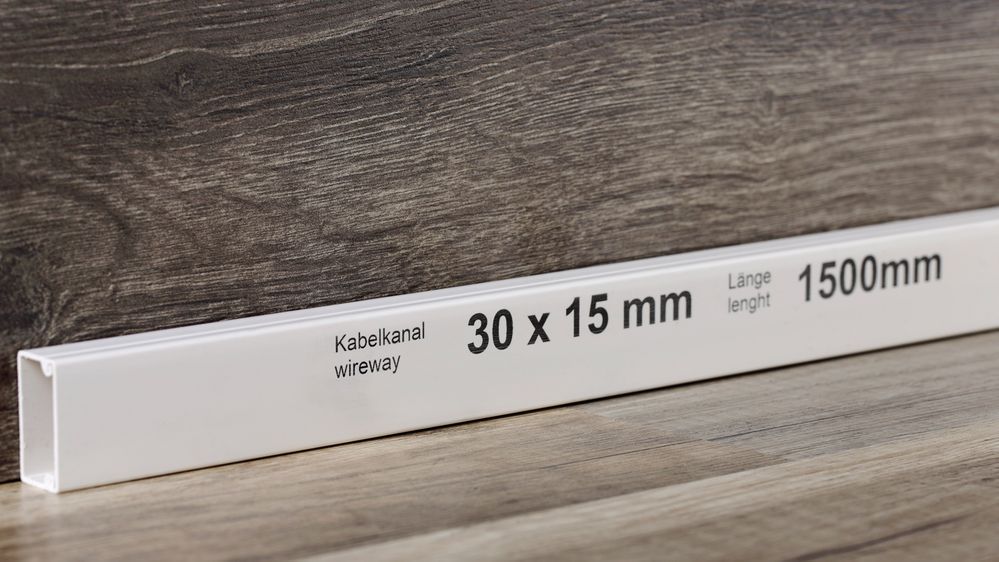 Kabelkanal
wireway
30 x 15 mm
Länge
lenght
1500mm